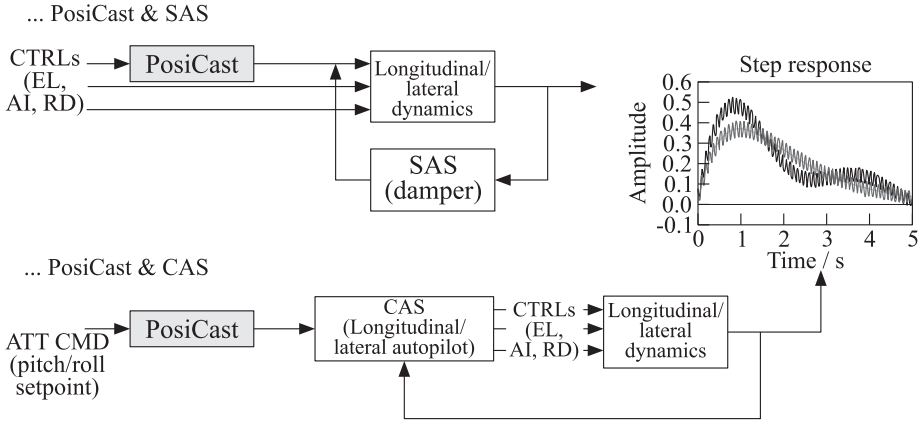 ... PosiCast & SAS
CTRLs
(EL,
AI, RD)
PosiCast
Longitudinal/
lateral
dynamics
SAS
(damper)
Step response
Amplitude
0.6
0.5
0.4
0.3
0.2
0.1
0.0
-0.1
0 1 2 3 4 5
Time / s
... PosiCast & CAS
ATT CMD
(pitch/roll
setpoint)
PosiCast
CAS
(Longitudinal/
lateral autopilot)
CTRLs
(EL,
AI, RD)
Longitudinal/
lateral
dynamics